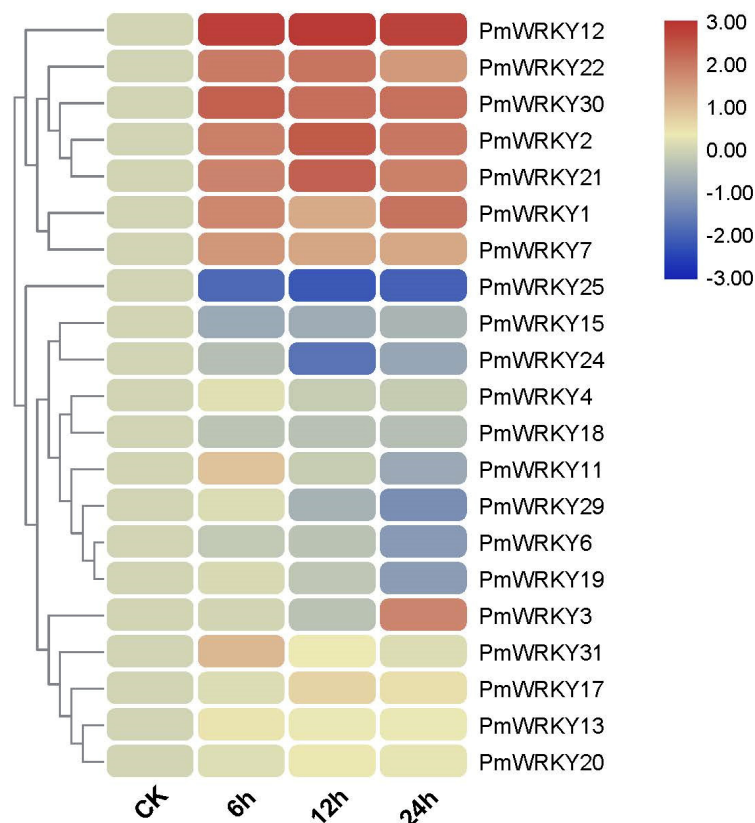 PmWRKY12
PmWRKY22
PmWRKY30
PmWRKY2
PmWRKY21
PmWRKY1
PmWRKY7
PmWRKY25
PmWRKY15
PmWRKY24
PmWRKY4
PmWRKY18
PmWRKY11
PmWRKY29
PmWRKY6
PmWRKY19
PmWRKY3
PmWRKY31
PmWRKY17
PmWRKY13
PmWRKY20
CK 6h 12h 24h
3.00
2.00
1.00
0.00
-1.00
-2.00
-3.00